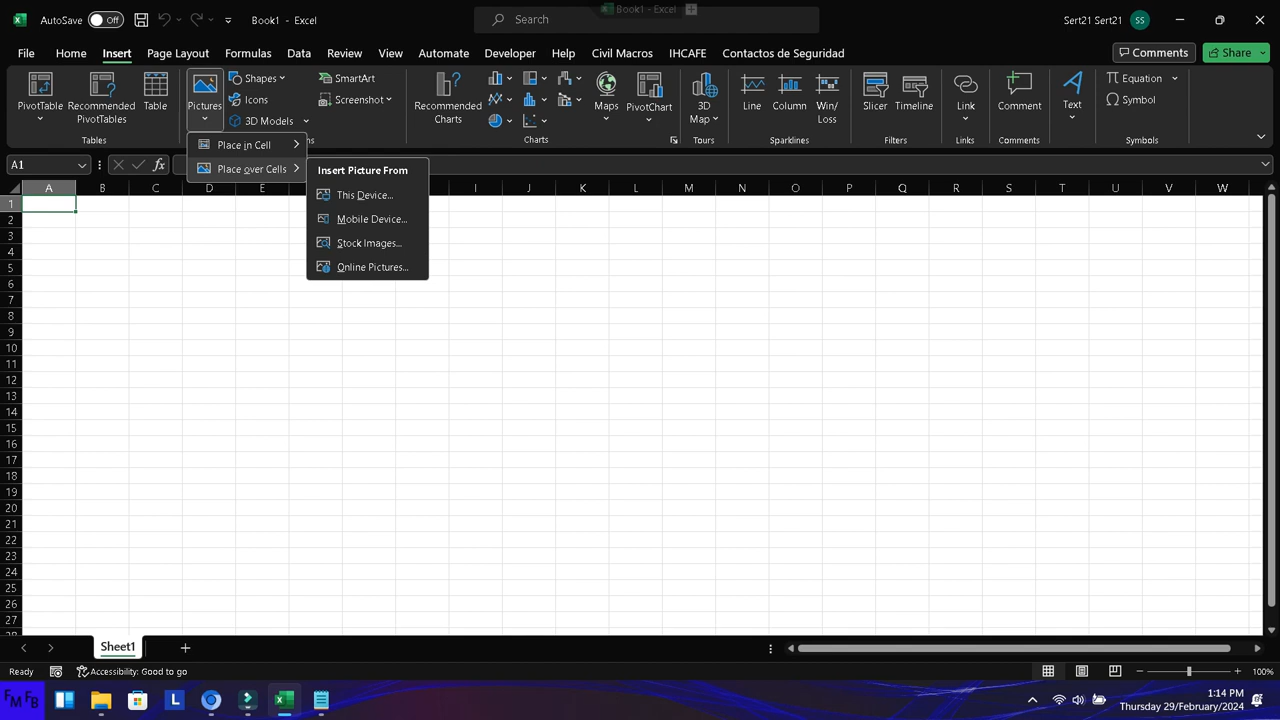 Book1 - Excel
AutoSave Off
Book1 - Excel
Search
Sert21 Sert21 SS
File Home Insert Page Layout Formulas Data Review View Automate Developer Help Civil Macros IHCAFE Contactos de Seguridad
Comments Share
PivotTable
Recommended
PivotTables
Table
Tables
Pictures
Shapes
Icons
3D Models
SmartArt
Screenshot
Recommended
Charts
Maps
PivotChart
Charts
3D
Map
Tours
Line
Column
Win/
Loss
Sparklines
Slicer
Timeline
Filters
Link
Links
Comment
Comments
Text
Equation
Symbol
Symbols
Place in Cell
Place over Cells
A1
fx
Insert Picture From
This Device...
Mobile Device...
Stock Images...
Online Pictures...
A B C D E I J K L M N O P Q R S T U V W
1
2
3
4
5
6
7
8
9
10
11
12
13
14
15
16
17
18
19
20
21
22
23
24
25
26
27
28
Sheet1
Ready
Accessibility: Good to go
100%
FMFB
L
1:14 PM
Thursday 29/February/2024